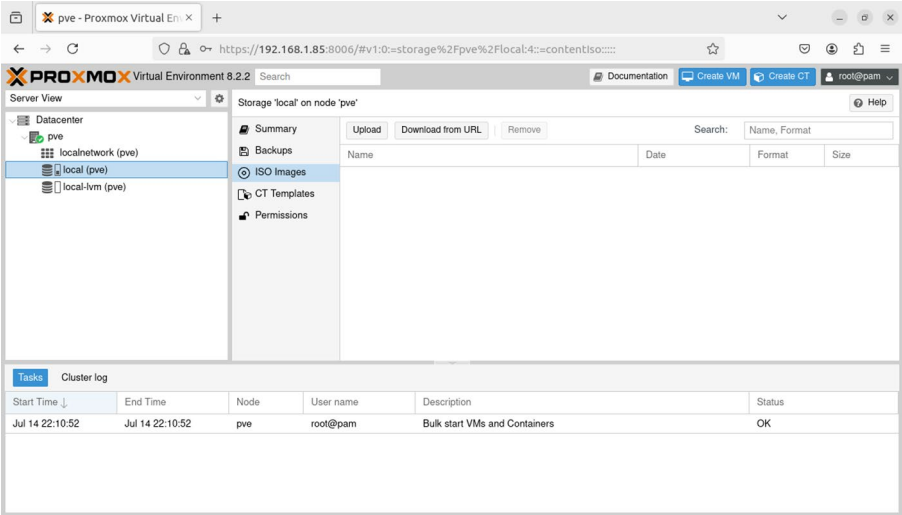 pve - Proxmox Virtual Env
https://192.168.1.85:8006/#v1:0:=storage%2Fpve%2Flocal:4::=contentIso:::::
PROXMOX Virtual Environment 8.2.2 Search Documentation Create VM Create CT root@pam
Server View
Storage 'local' on node 'pve' Help
Datacenter
pve
localnetwork (pve)
local (pve)
local-lvm (pve)
Summary
Backups
ISO Images
CT Templates
Permissions
Upload Download from URL Remove Search: Name, Format
Name Date Format Size
Tasks Cluster log
Start Time ↓ End Time Node User name Description Status
Jul 14 22:10:52 Jul 14 22:10:52 pve root@pam Bulk start VMs and Containers OK